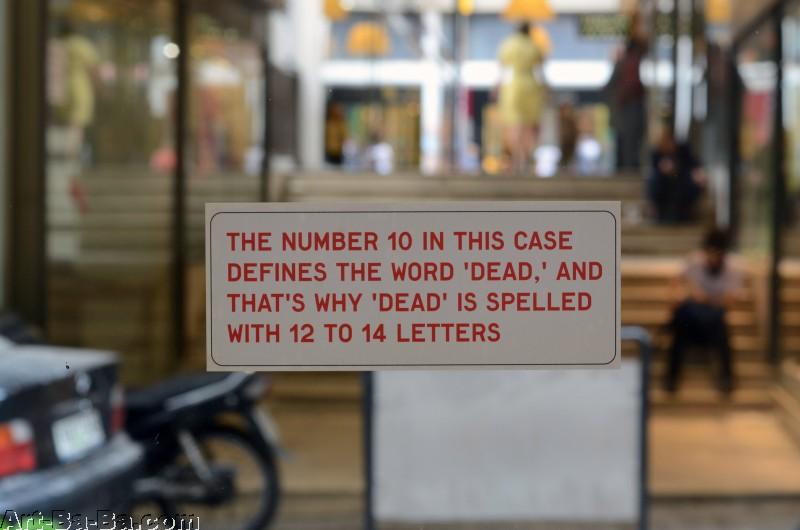 THE NUMBER 10 IN THIS CASE
DEFINES THE WORD 'DEAD,' AND
THAT'S WHY 'DEAD' IS SPELLED
WITH 12 TO 14 LETTERS
Art-Ba-Ba.com